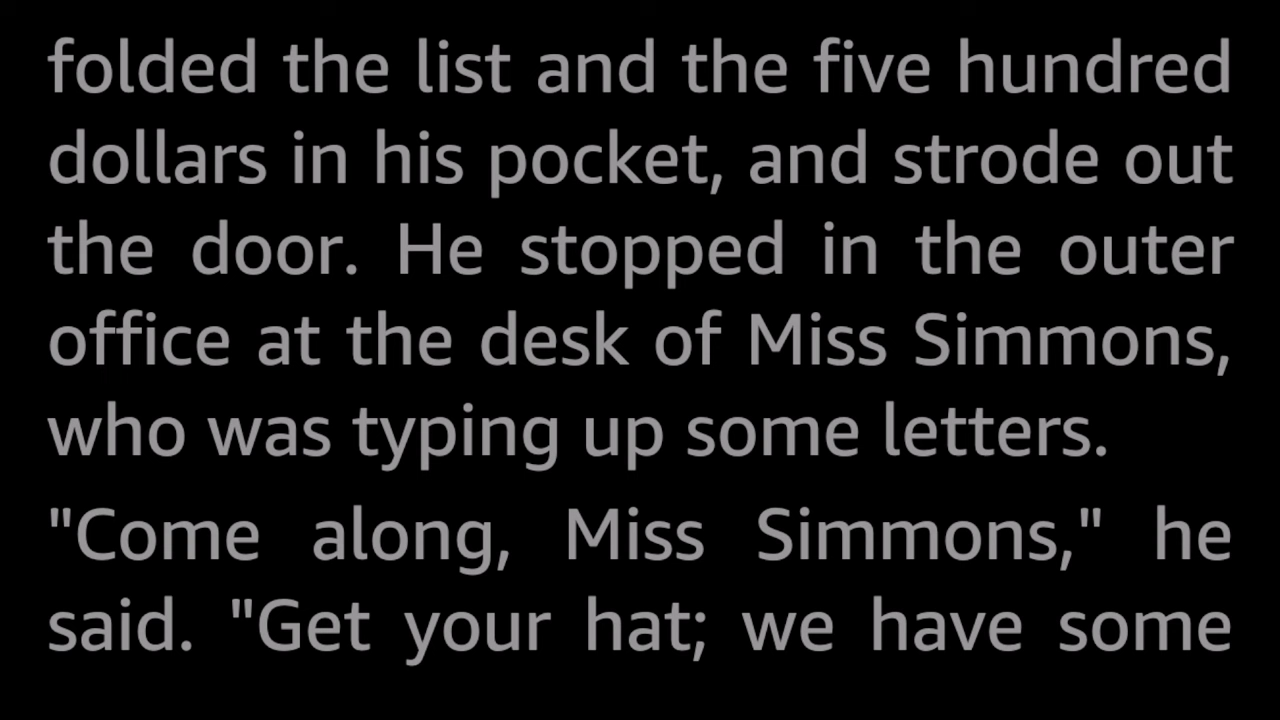 folded the list and the five hundred
dollars in his pocket, and strode out
the door. He stopped in the outer
office at the desk of Miss Simmons,
who was typing up some letters.
"Come along, Miss Simmons," he
said. "Get your hat; we have some